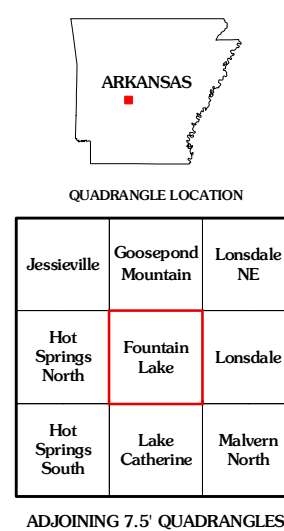 ARKANSAS
QUADRANGLE LOCATION
Jessieville
Goosepond
Mountain
Lonsdale
NE
Hot
Springs
North
Fountain
Lake
Lonsdale
Hot
Springs
South
Lake
Catherine
Malvern
North
ADJOINING 7.5' QUADRANGLES